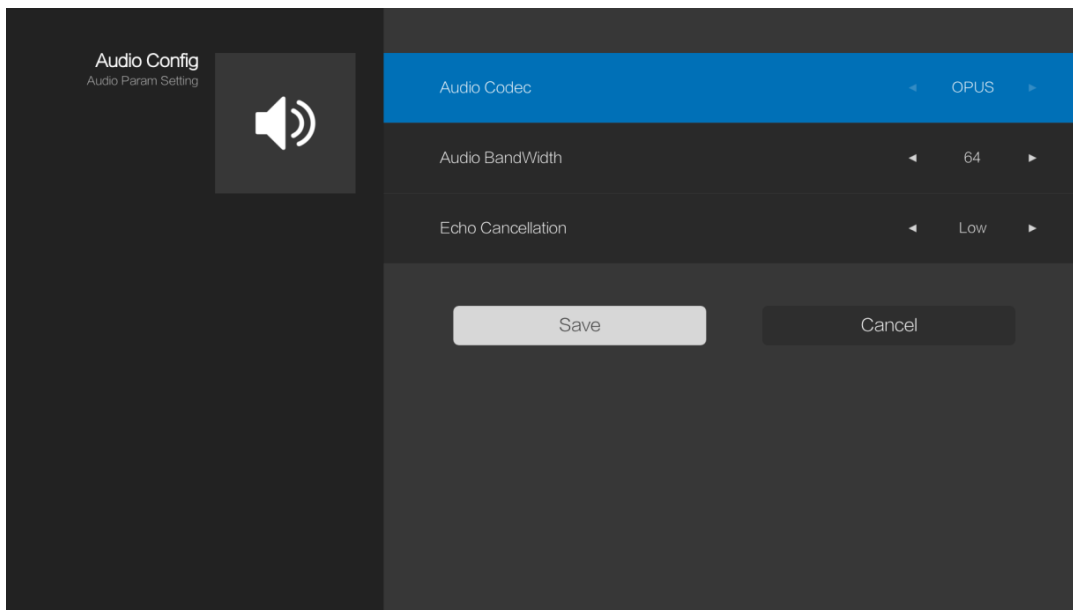 Audio Config
Audio Param Setting
Audio Codec ◄ OPUS ►
Audio BandWidth ◄ 64 ►
Echo Cancellation ◄ Low ►
Save Cancel